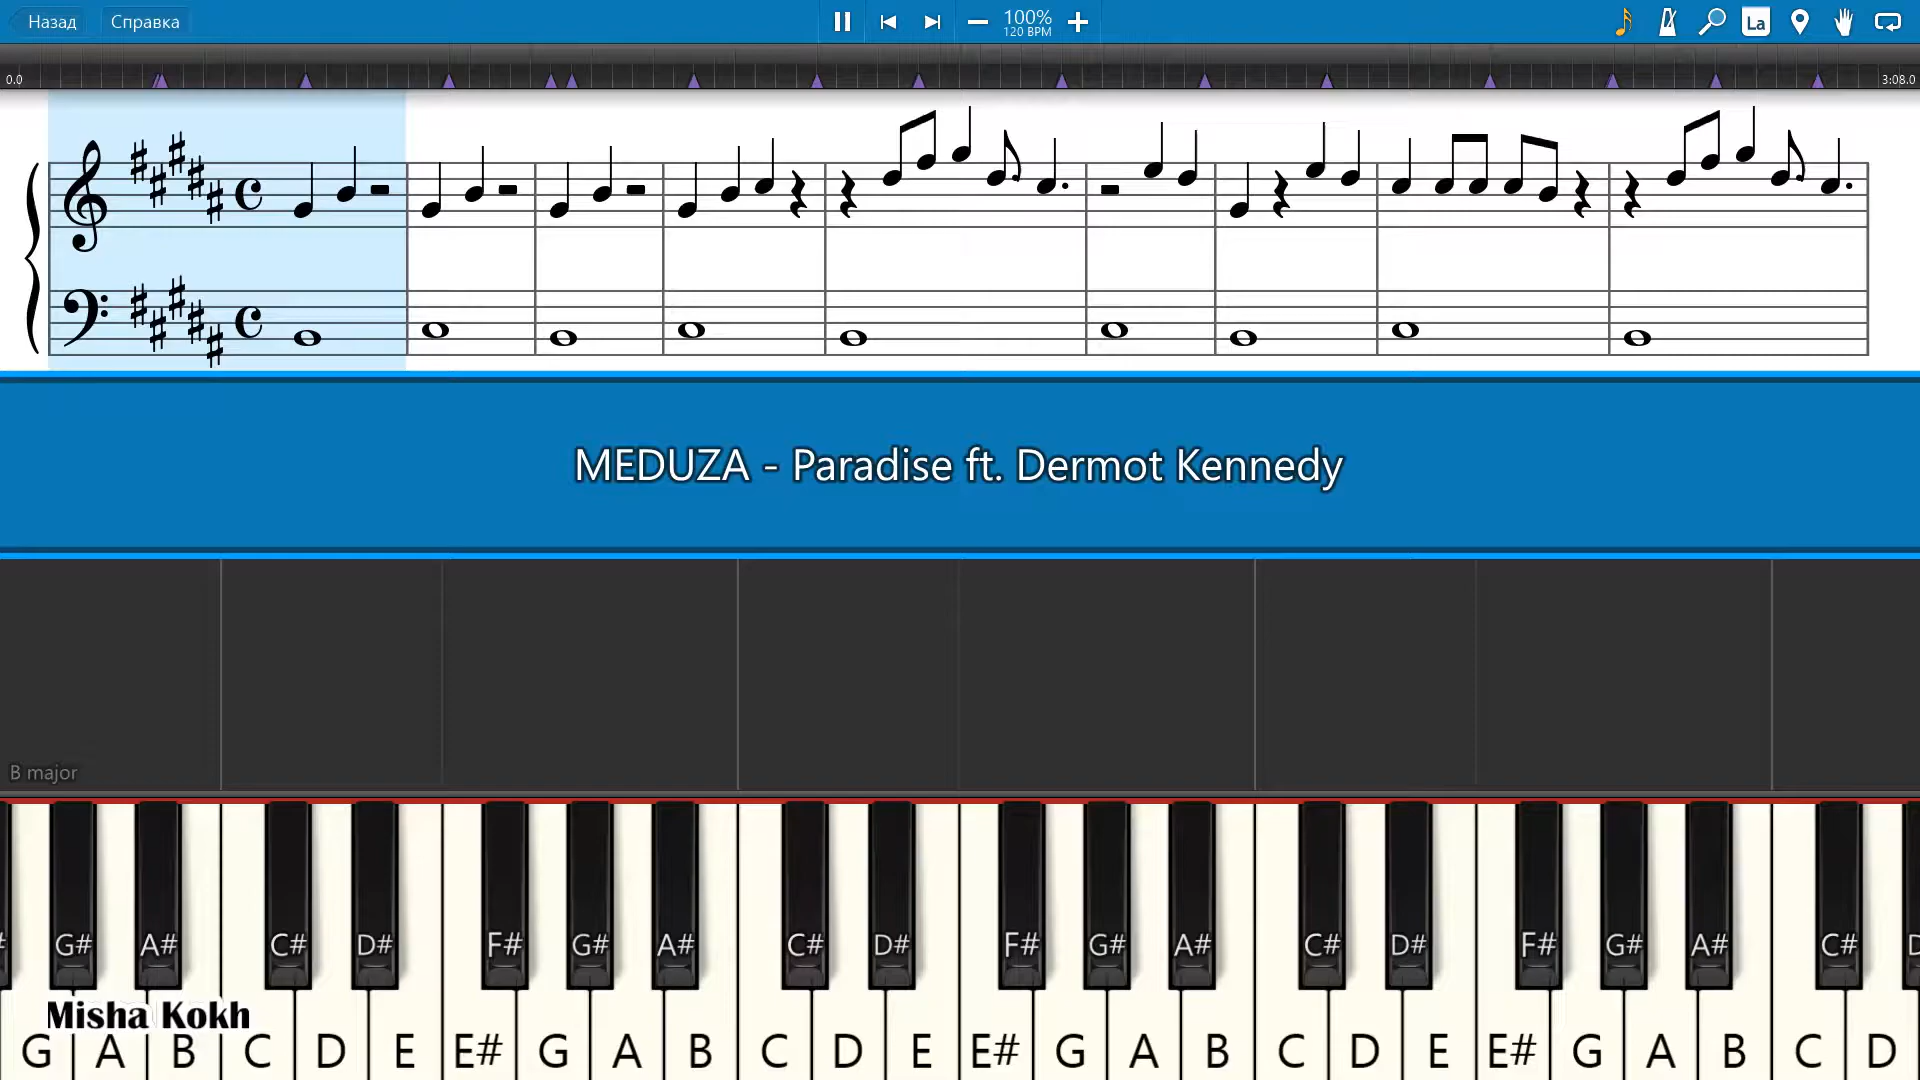 Назад Справка 100% La
120 BPM
0.0 3:08.0
MEDUZA - Paradise ft. Dermot Kennedy
B major
# G# A# C# D# F# G# A# C# D# F# G# A# C# D# F# G# A# C# D
Misha Kokh
G A B C D E E# G A B C D E E# G A B C D E E# G A B C D